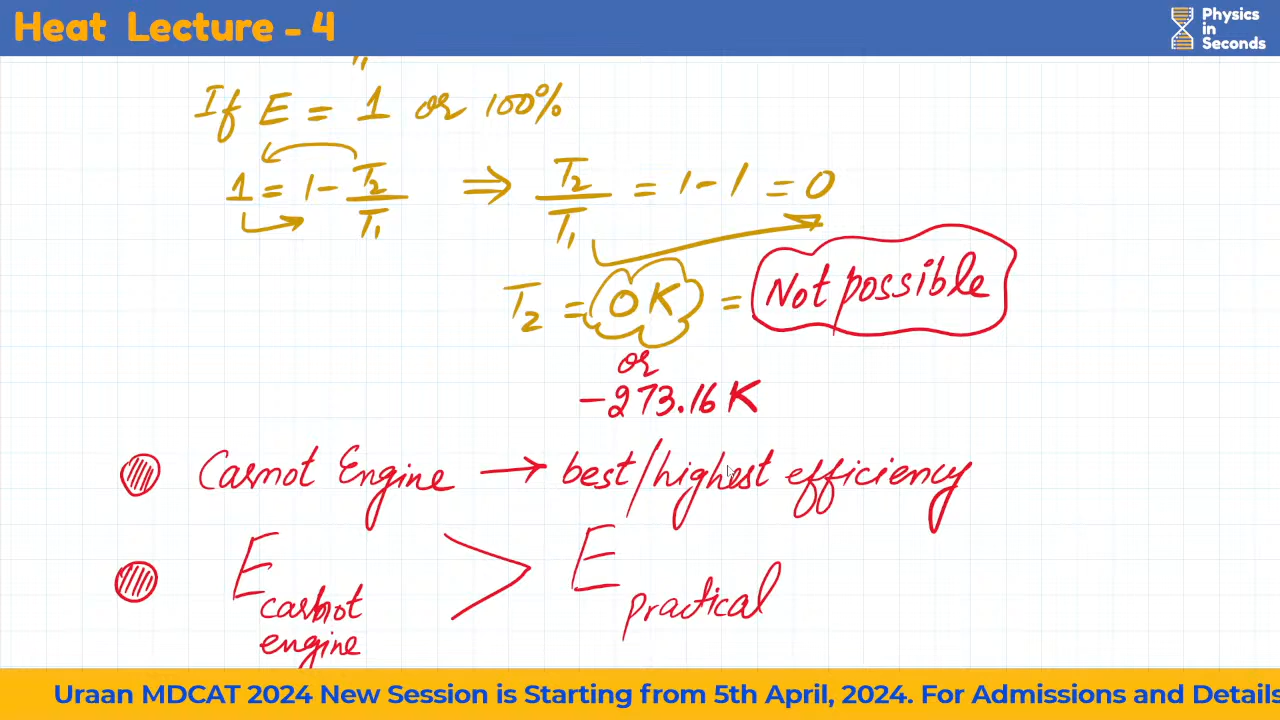 Heat Lecture - 4
Physics
in
Seconds
If E = 1 or 100%
1 = 1 - T₂/T₁ ⇒ T₂/T₁ = 1 - 1 = 0
T₂ = 0 K = Not possible
or
-273.16 K
Carnot Engine → best/highest efficiency
E carnot engine > E practical
Uraan MDCAT 2024 New Session is Starting from 5th April, 2024. For Admissions and Details